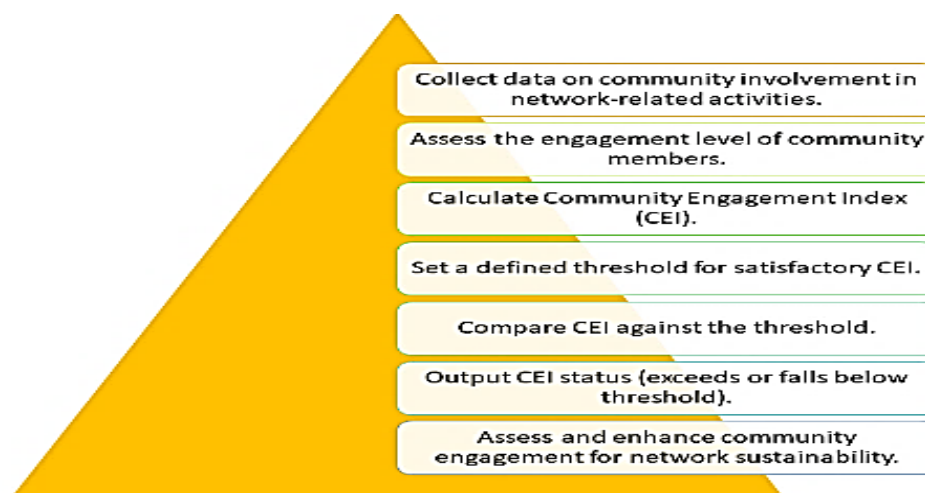 Collect data on community involvement in
network-related activities.
Assess the engagement level of community
members.
Calculate Community Engagement Index
(CEI).
Set a defined threshold for satisfactory CEI.
Compare CEI against the threshold.
Output CEI status (exceeds or falls below
threshold).
Assess and enhance community
engagement for network sustainability.